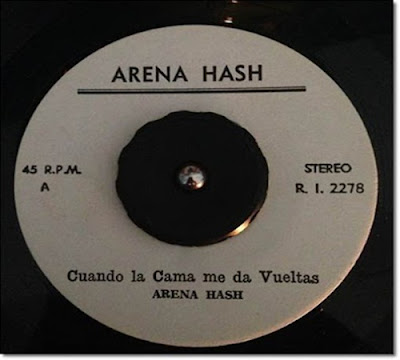 ARENA HASH
45 R.P.M.
A
STEREO
R. I. 2278
Cuando la Cama me da Vueltas
ARENA HASH